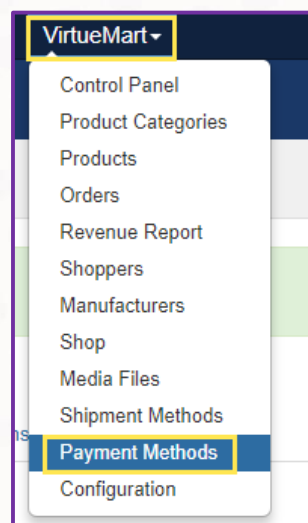 VirtueMart
Control Panel
Product Categories
Products
Orders
Revenue Report
Shoppers
Manufacturers
Shop
Media Files
Shipment Methods
ns
Payment Methods
Configuration